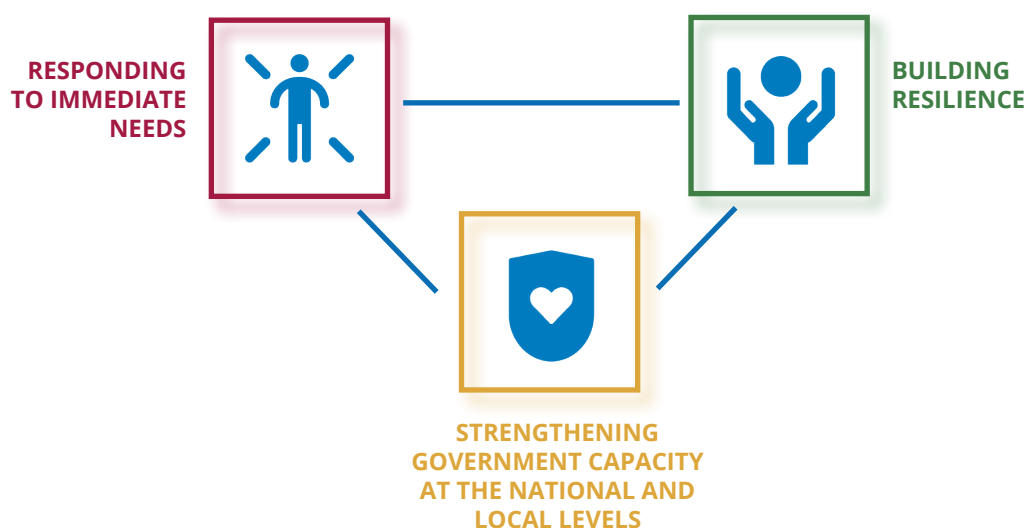 RESPONDING
TO IMMEDIATE
NEEDS
BUILDING
RESILIENCE
STRENGTHENING
GOVERNMENT CAPACITY
AT THE NATIONAL AND
LOCAL LEVELS